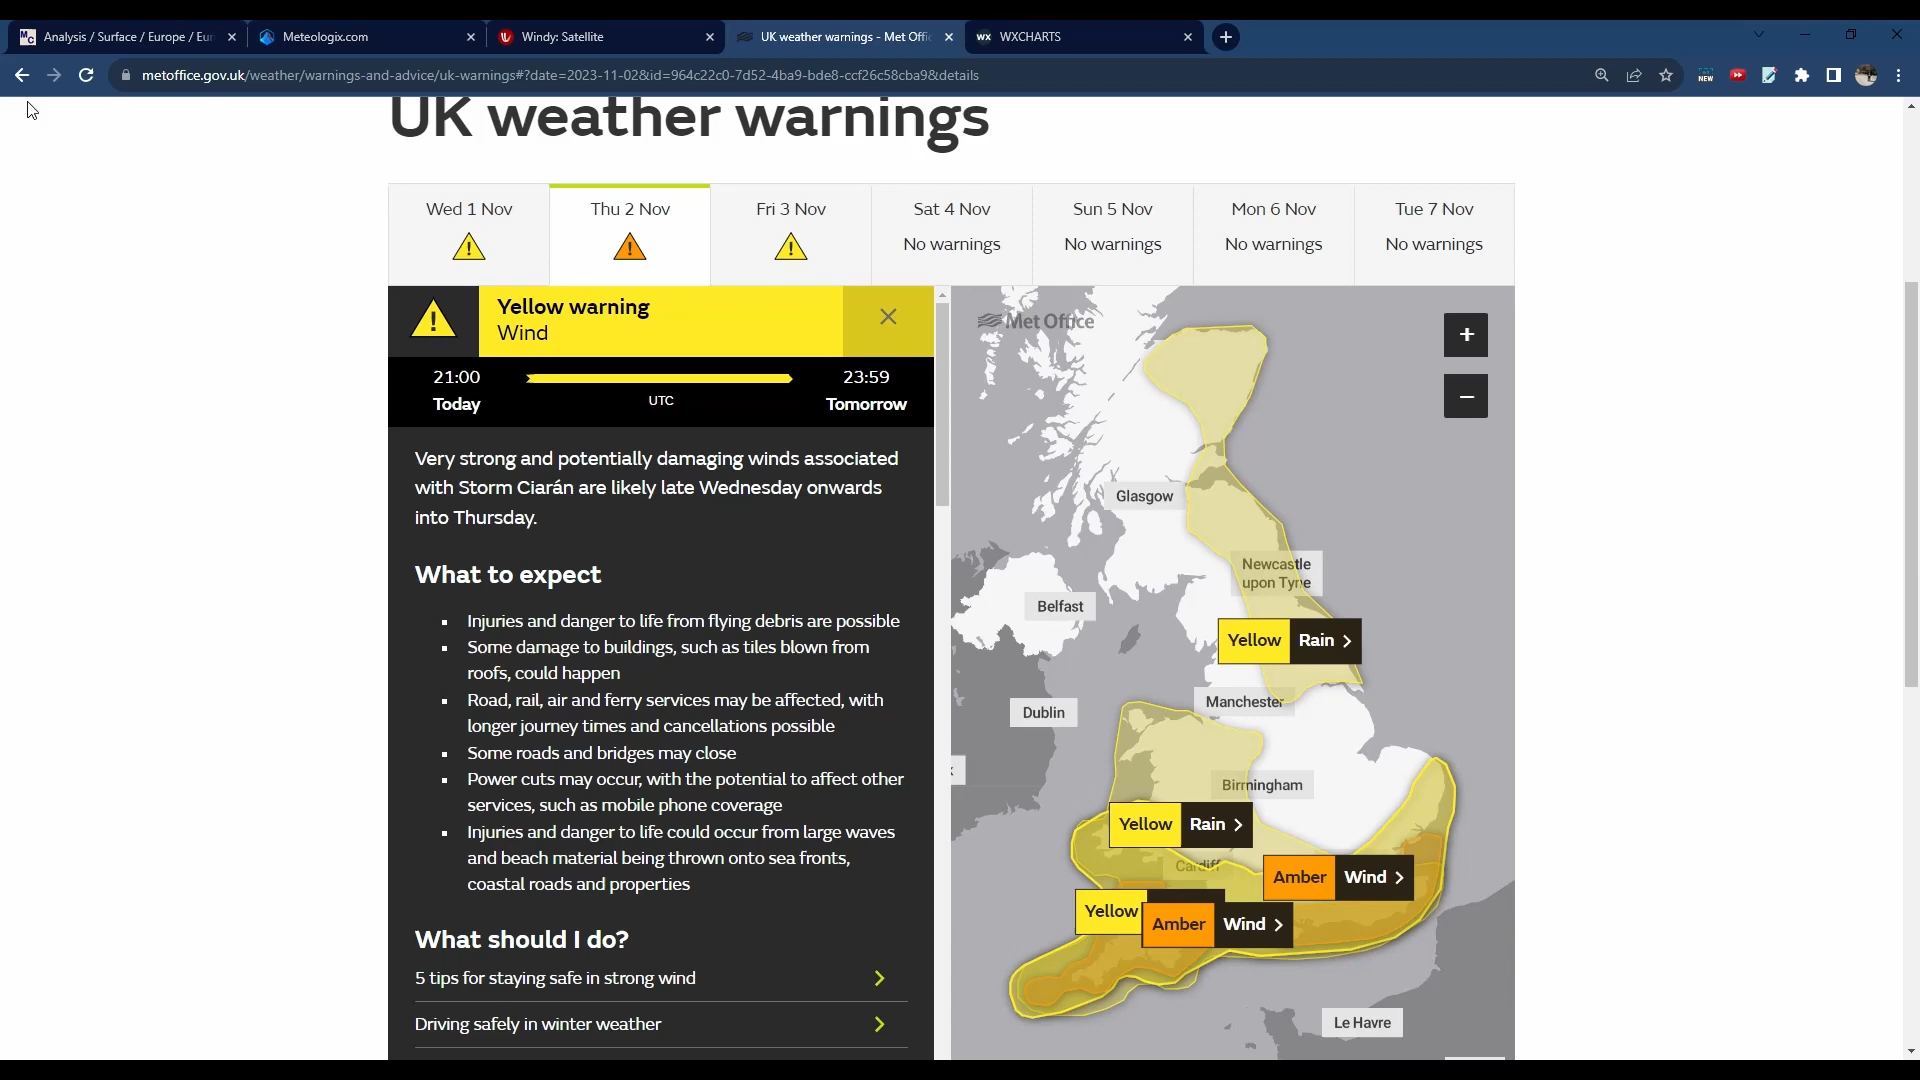 Analysis / Surface / Europe / Eur
Meteologix.com
Windy: Satellite
UK weather warnings - Met Offic
WX WXCHARTS
metoffice.gov.uk/weather/warnings-and-advice/uk-warnings#?date=2023-11-02&id=964c22c0-7d52-4ba9-bde8-ccf26c58cba9&details
NEW
UK weather warnings
Wed 1 Nov
Thu 2 Nov
Fri 3 Nov
Sat 4 Nov
No warnings
Sun 5 Nov
No warnings
Mon 6 Nov
No warnings
Tue 7 Nov
No warnings
Yellow warning
Wind
21:00
Today
UTC
23:59
Tomorrow
Very strong and potentially damaging winds associated
with Storm Ciarán are likely late Wednesday onwards
into Thursday.
What to expect
Injuries and danger to life from flying debris are possible
Some damage to buildings, such as tiles blown from
roofs, could happen
Road, rail, air and ferry services may be affected, with
longer journey times and cancellations possible
Some roads and bridges may close
Power cuts may occur, with the potential to affect other
services, such as mobile phone coverage
Injuries and danger to life could occur from large waves
and beach material being thrown onto sea fronts,
coastal roads and properties
What should I do?
5 tips for staying safe in strong wind
Driving safely in winter weather
Met Office
+
−
Glasgow
Newcastle
upon Tyne
Belfast
Yellow Rain
Manchester
Dublin
Birmingham
Yellow Rain
Cardiff
Amber Wind
Yellow
Amber Wind
Le Havre